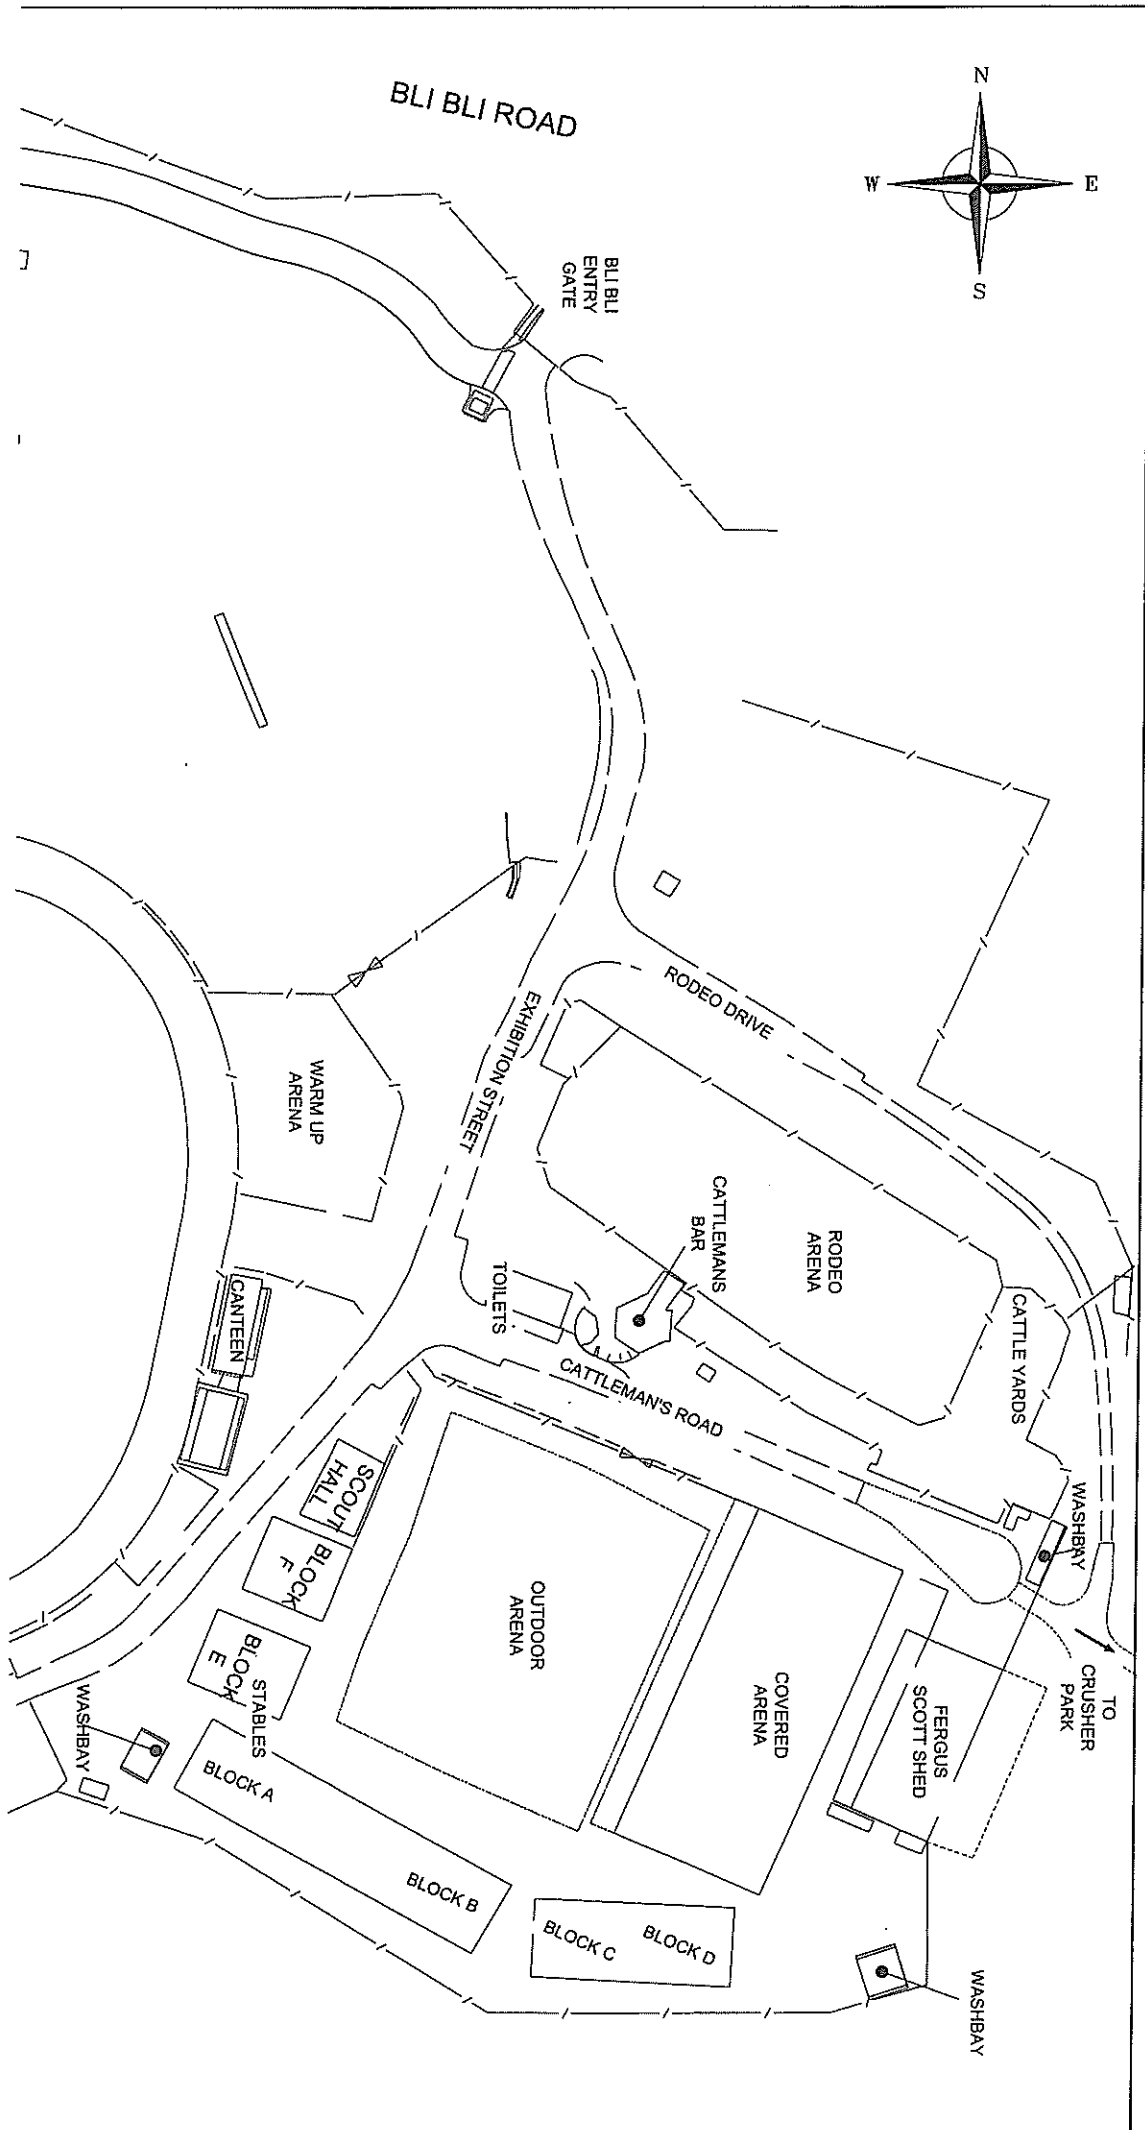 N
W
E
S
BLI BLI ROAD
BLI BLI
ENTRY
GATE
RODEO DRIVE
EXHIBITION STREET
WARM UP
ARENA
CATTLEMANS
BAR
RODEO
ARENA
CATTLE YARDS
TOILETS
CANTEEN
CATTLEMAN'S ROAD
WASHBAY
SCOUT
HALL
BLOCK
F
BLOCK
E
STABLES
OUTDOOR
ARENA
COVERED
ARENA
FERGUS
SCOTT SHED
TO
CRUSHER
PARK
WASHBAY
BLOCK A
BLOCK B
BLOCK C
BLOCK D
WASHBAY